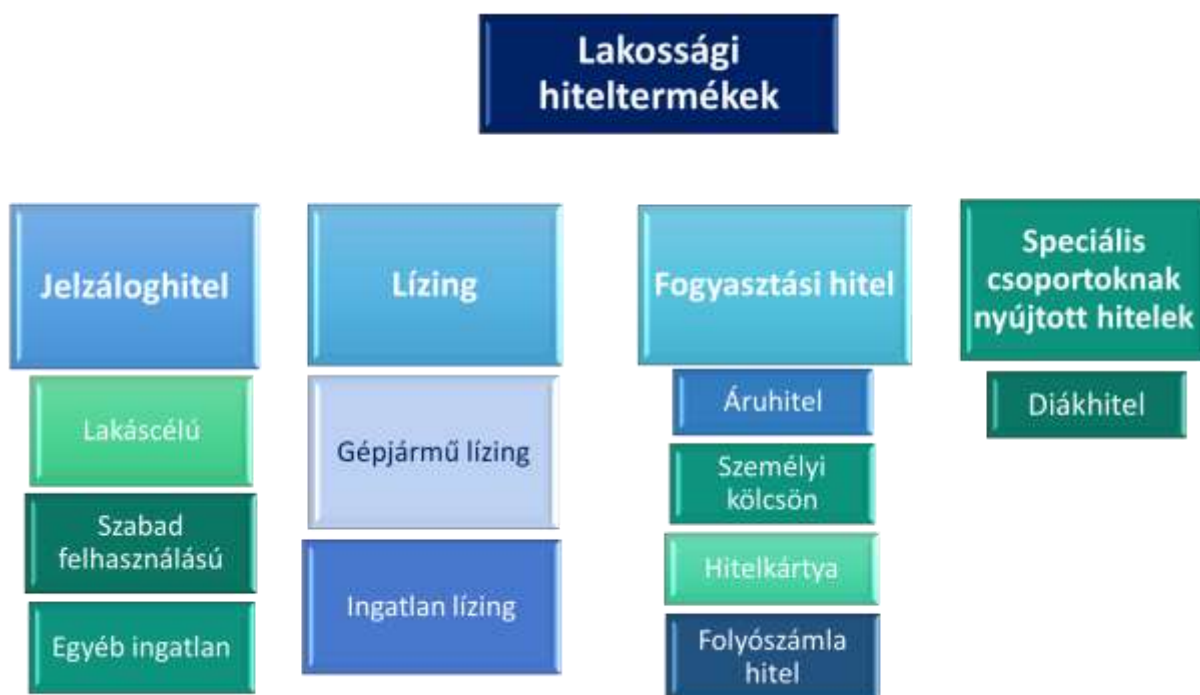 Lakossági
hiteltermékek
Jelzáloghitel
Lakáscélú
Szabad
felhasználású
Egyéb ingatlan
Lízing
Gépjármű lízing
Ingatlan lízing
Fogyasztási hitel
Áruhitel
Személyi
kölcsön
Hitelkártya
Folyószámla
hitel
Speciális
csoportoknak
nyújtott hitelek
Diákhitel